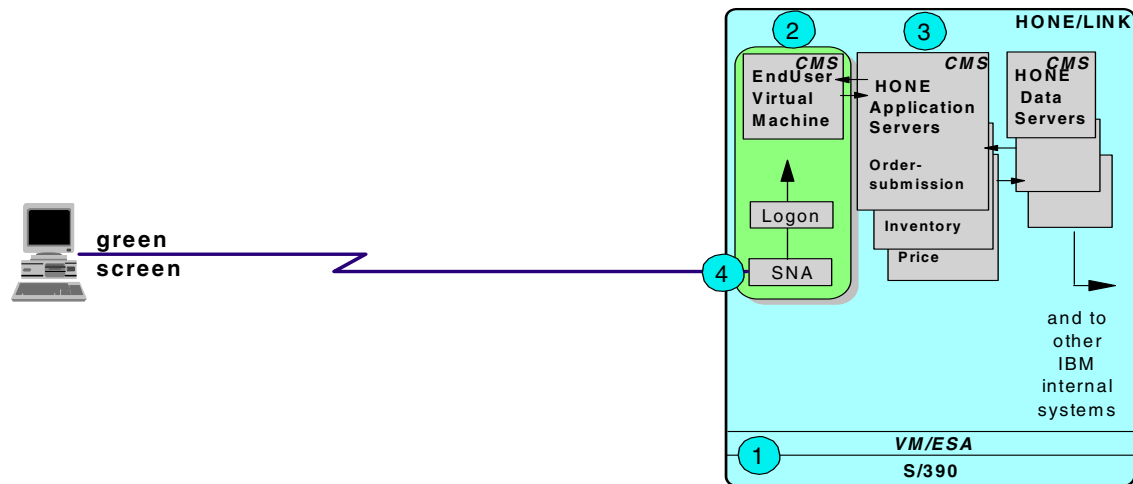 HONE/LINK
2
3
CMS
EndUser
Virtual
Machine
CMS
HONE
Application
Servers
Order-
submission
CMS
HONE
Data
Servers
Logon
Inventory
Price
green
screen
4
SNA
and to
other
IBM
internal
systems
VM/ESA
1
S/390